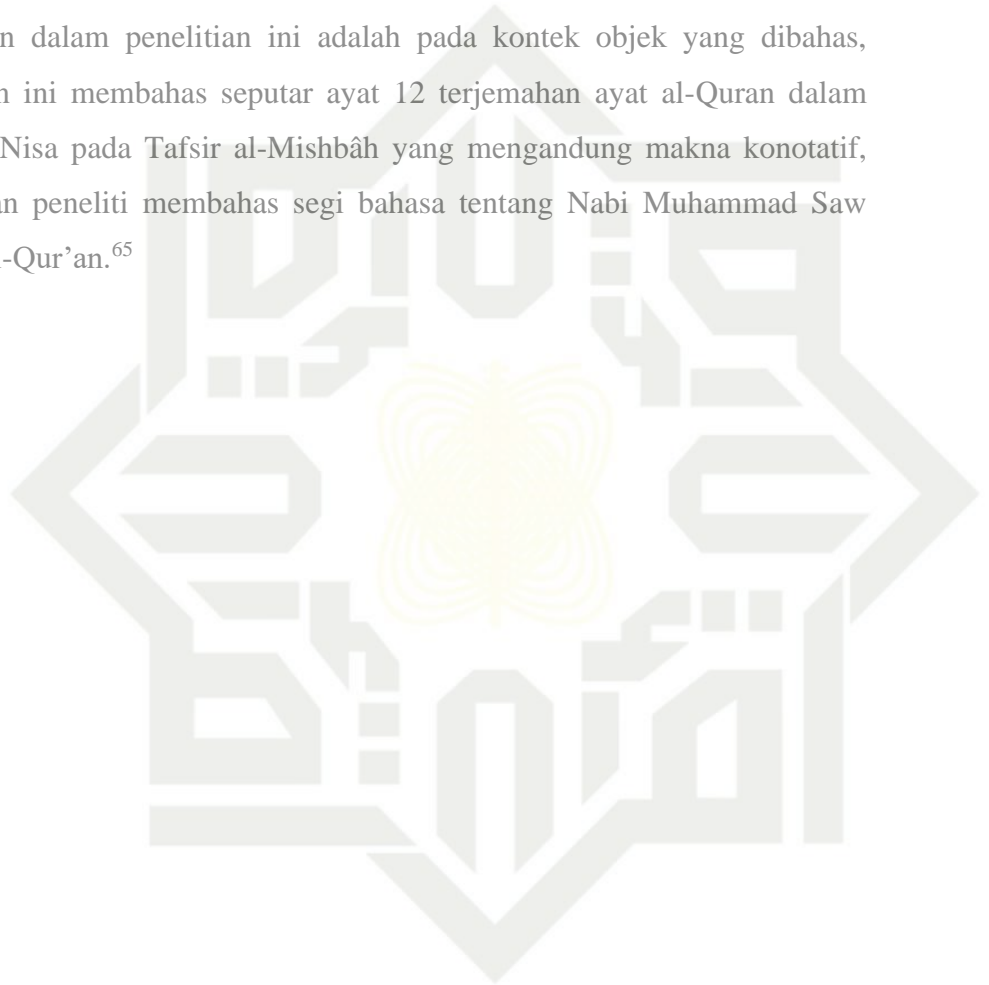 n dalam penelitian ini adalah pada kontek objek yang dibahas,
n ini membahas seputar ayat 12 terjemahan ayat al-Quran dalam
Nisa pada Tafsir al-Mishbâh yang mengandung makna konotatif,
an peneliti membahas segi bahasa tentang Nabi Muhammad Saw
l-Qur’an.65